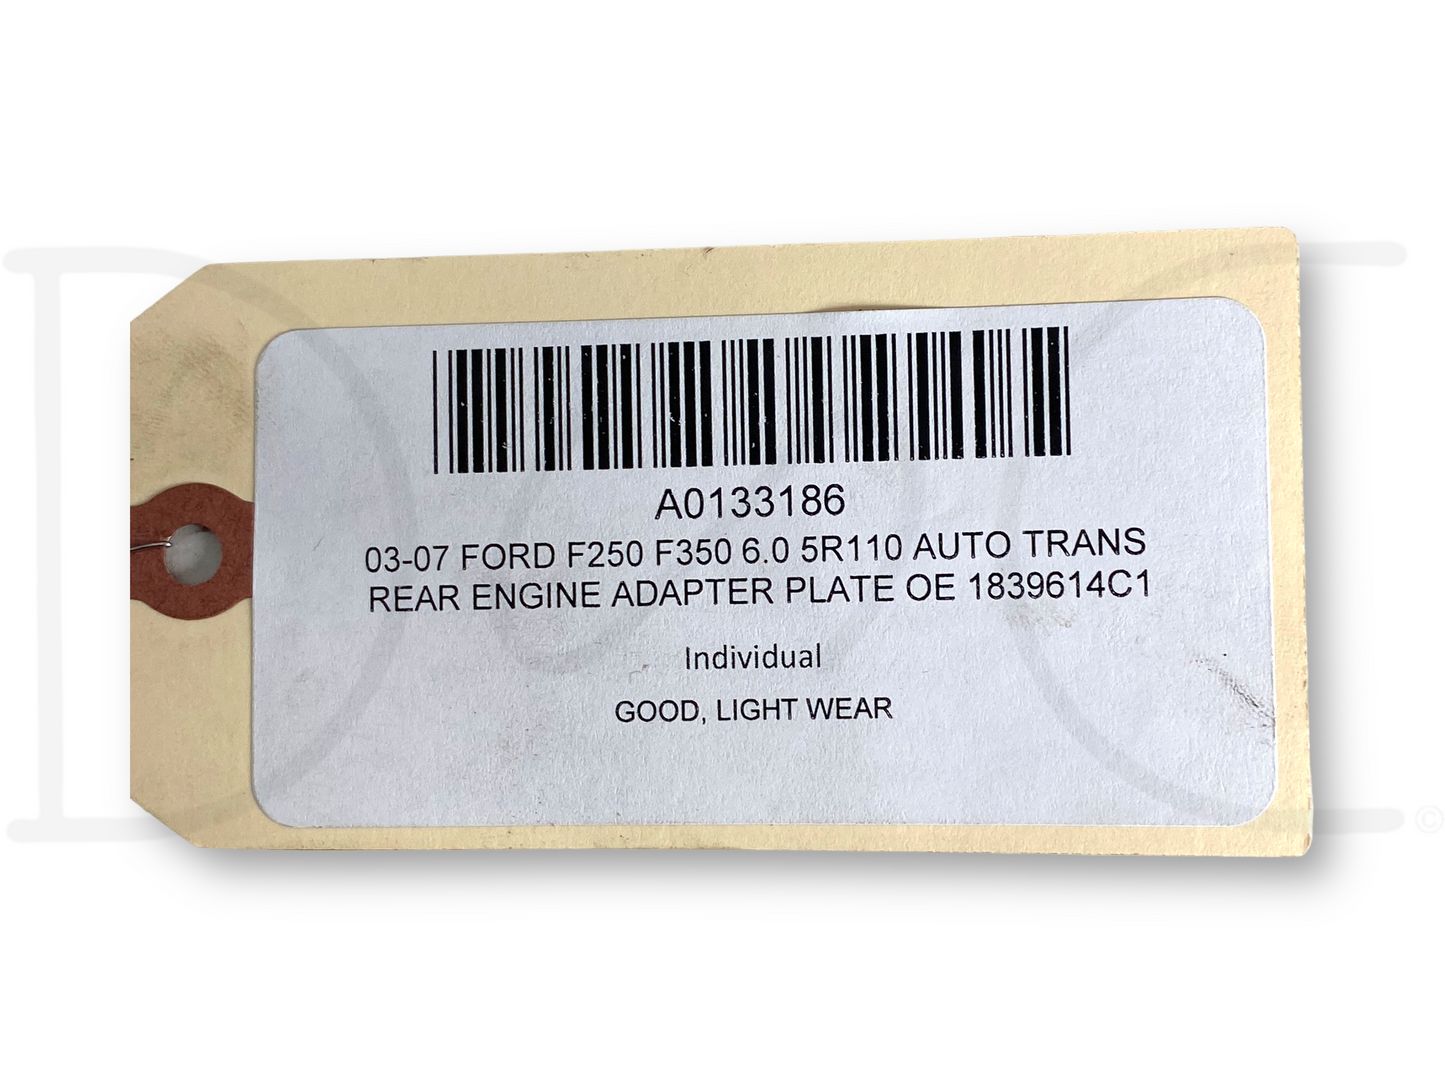 A0133186
03-07 FORD F250 F350 6.0 5R110 AUTO TRANS
REAR ENGINE ADAPTER PLATE OE 1839614C1
Individual
GOOD, LIGHT WEAR
©